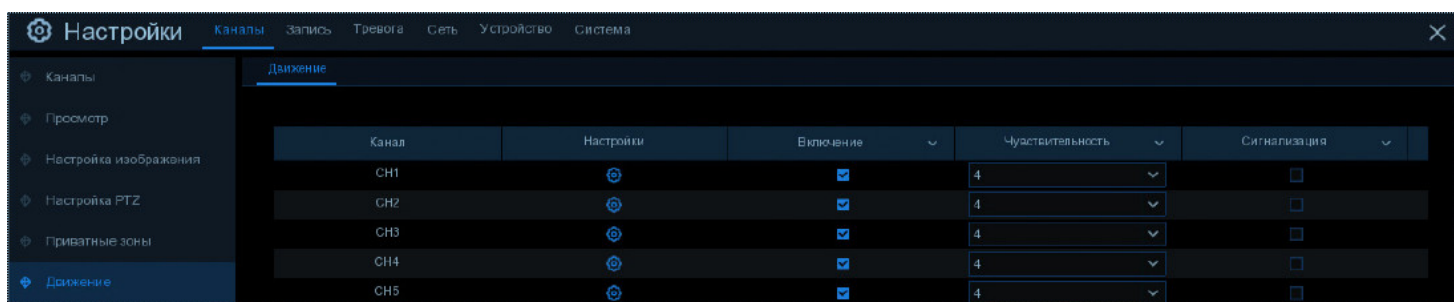 Настройки Каналы Запись Тревога Сеть Устройство Система
Каналы
Просмотр
Настройка изображения
Настройка PTZ
Приватные зоны
Движение
Движение
Канал Настройки Включение Чувствительность Сигнализация
CH1 4
CH2 4
CH3 4
CH4 4
CH5 4